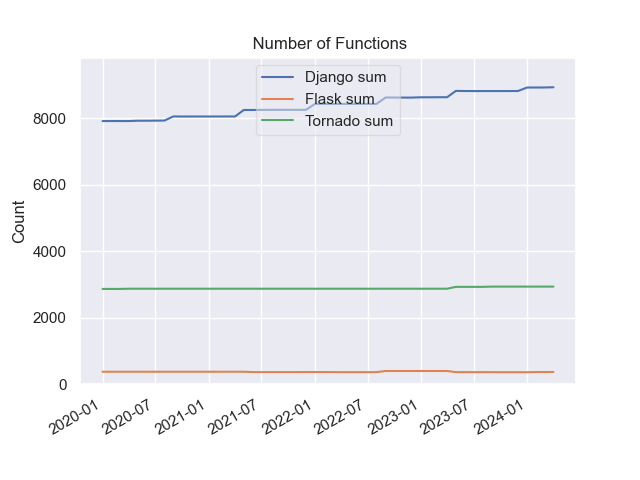 Number of Functions
Django sum
Flask sum
Tornado sum
Count
8000
6000
4000
2000
0
2020-01
2020-07
2021-01
2021-07
2022-01
2022-07
2023-01
2023-07
2024-01